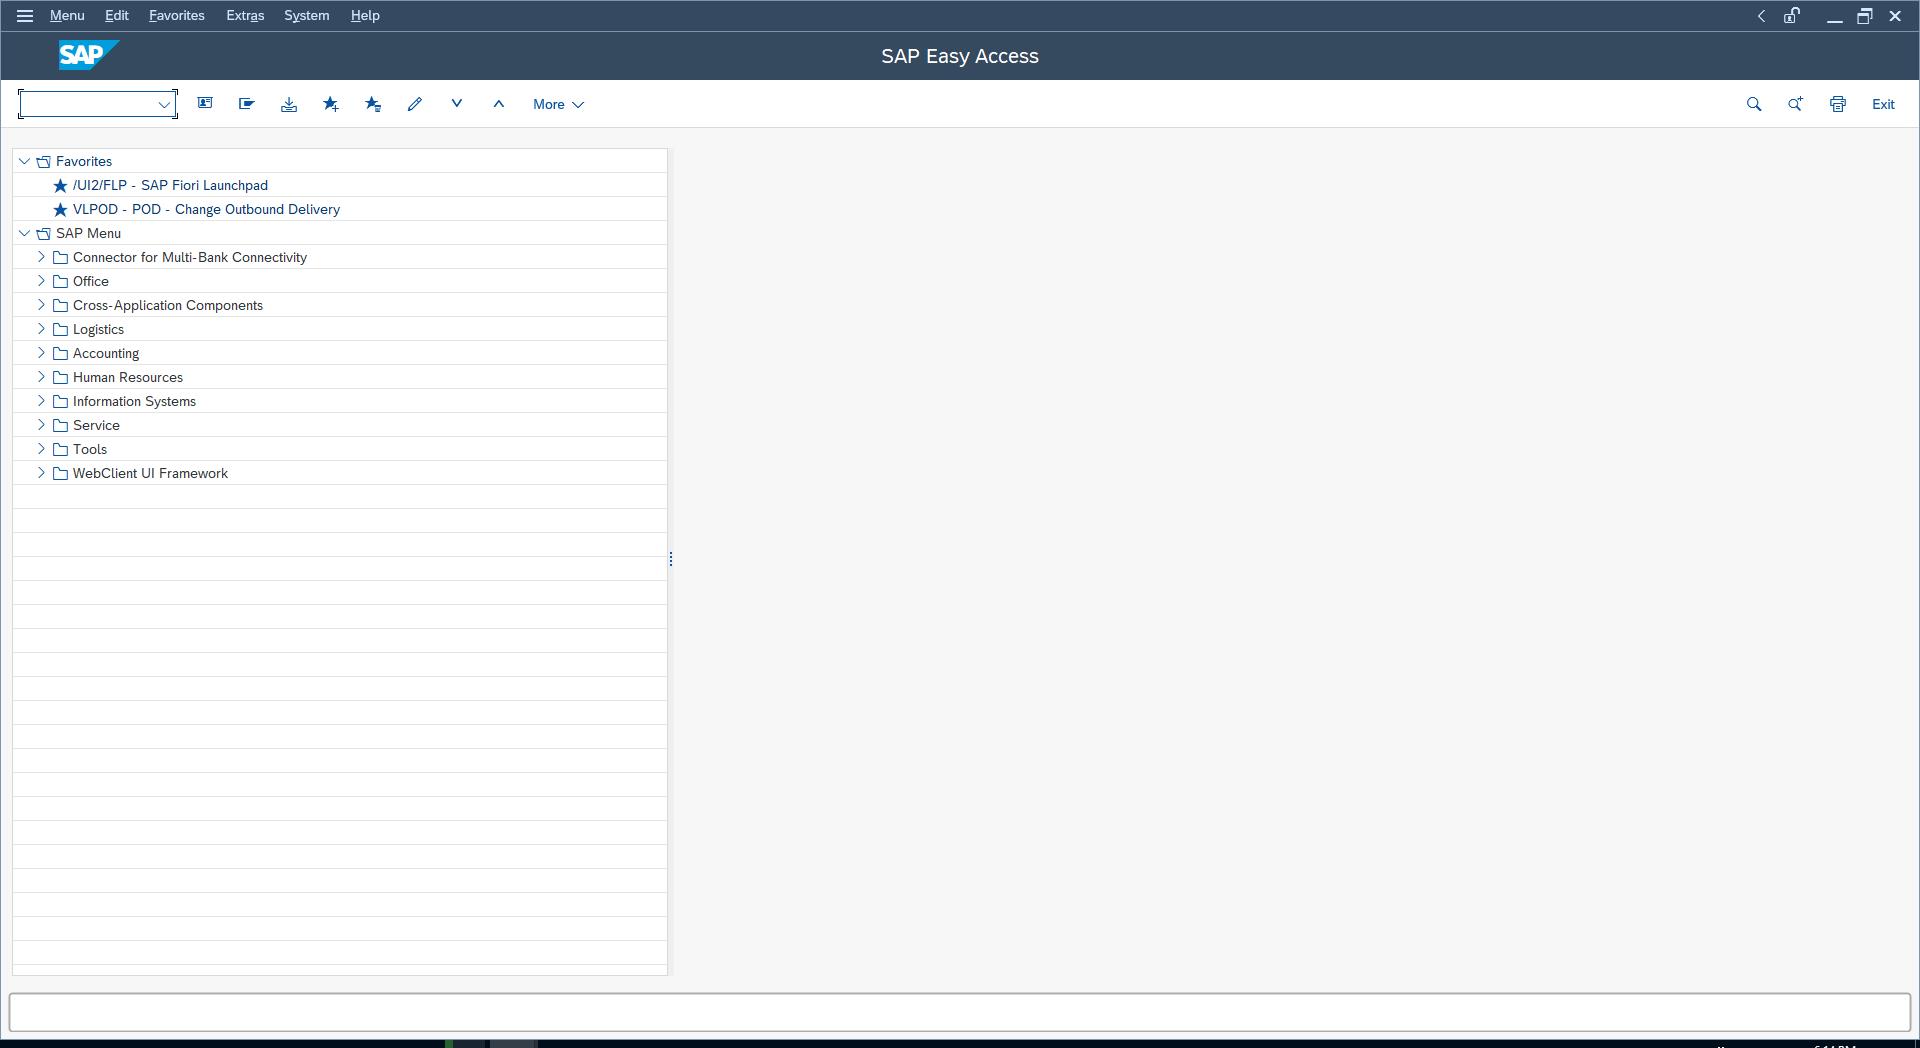 Menu Edit Favorites Extras System Help
SAP SAP Easy Access
More Exit
Favorites
/UI2/FLP - SAP Fiori Launchpad
VLPOD - POD - Change Outbound Delivery
SAP Menu
Connector for Multi-Bank Connectivity
Office
Cross-Application Components
Logistics
Accounting
Human Resources
Information Systems
Service
Tools
WebClient UI Framework